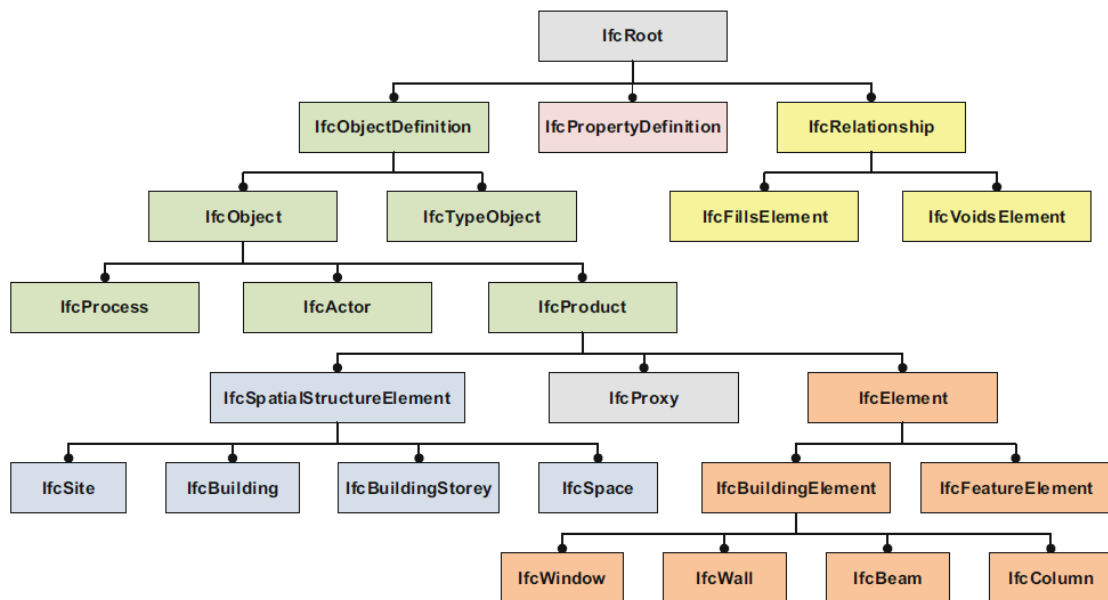 IfcRoot
IfcObjectDefinition
IfcPropertyDefinition
IfcRelationship
IfcObject
IfcTypeObject
IfcFillsElement
IfcVoidsElement
IfcProcess
IfcActor
IfcProduct
IfcSpatialStructureElement
IfcProxy
IfcElement
IfcSite
IfcBuilding
IfcBuildingStorey
IfcSpace
IfcBuildingElement
IfcFeatureElement
IfcWindow
IfcWall
IfcBeam
IfcColumn